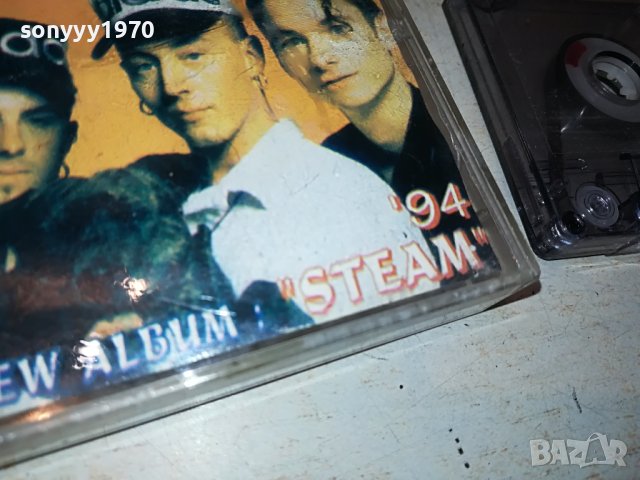 sonyyy1970
'94
EW ALBUM : "STEAM"
BAZAR